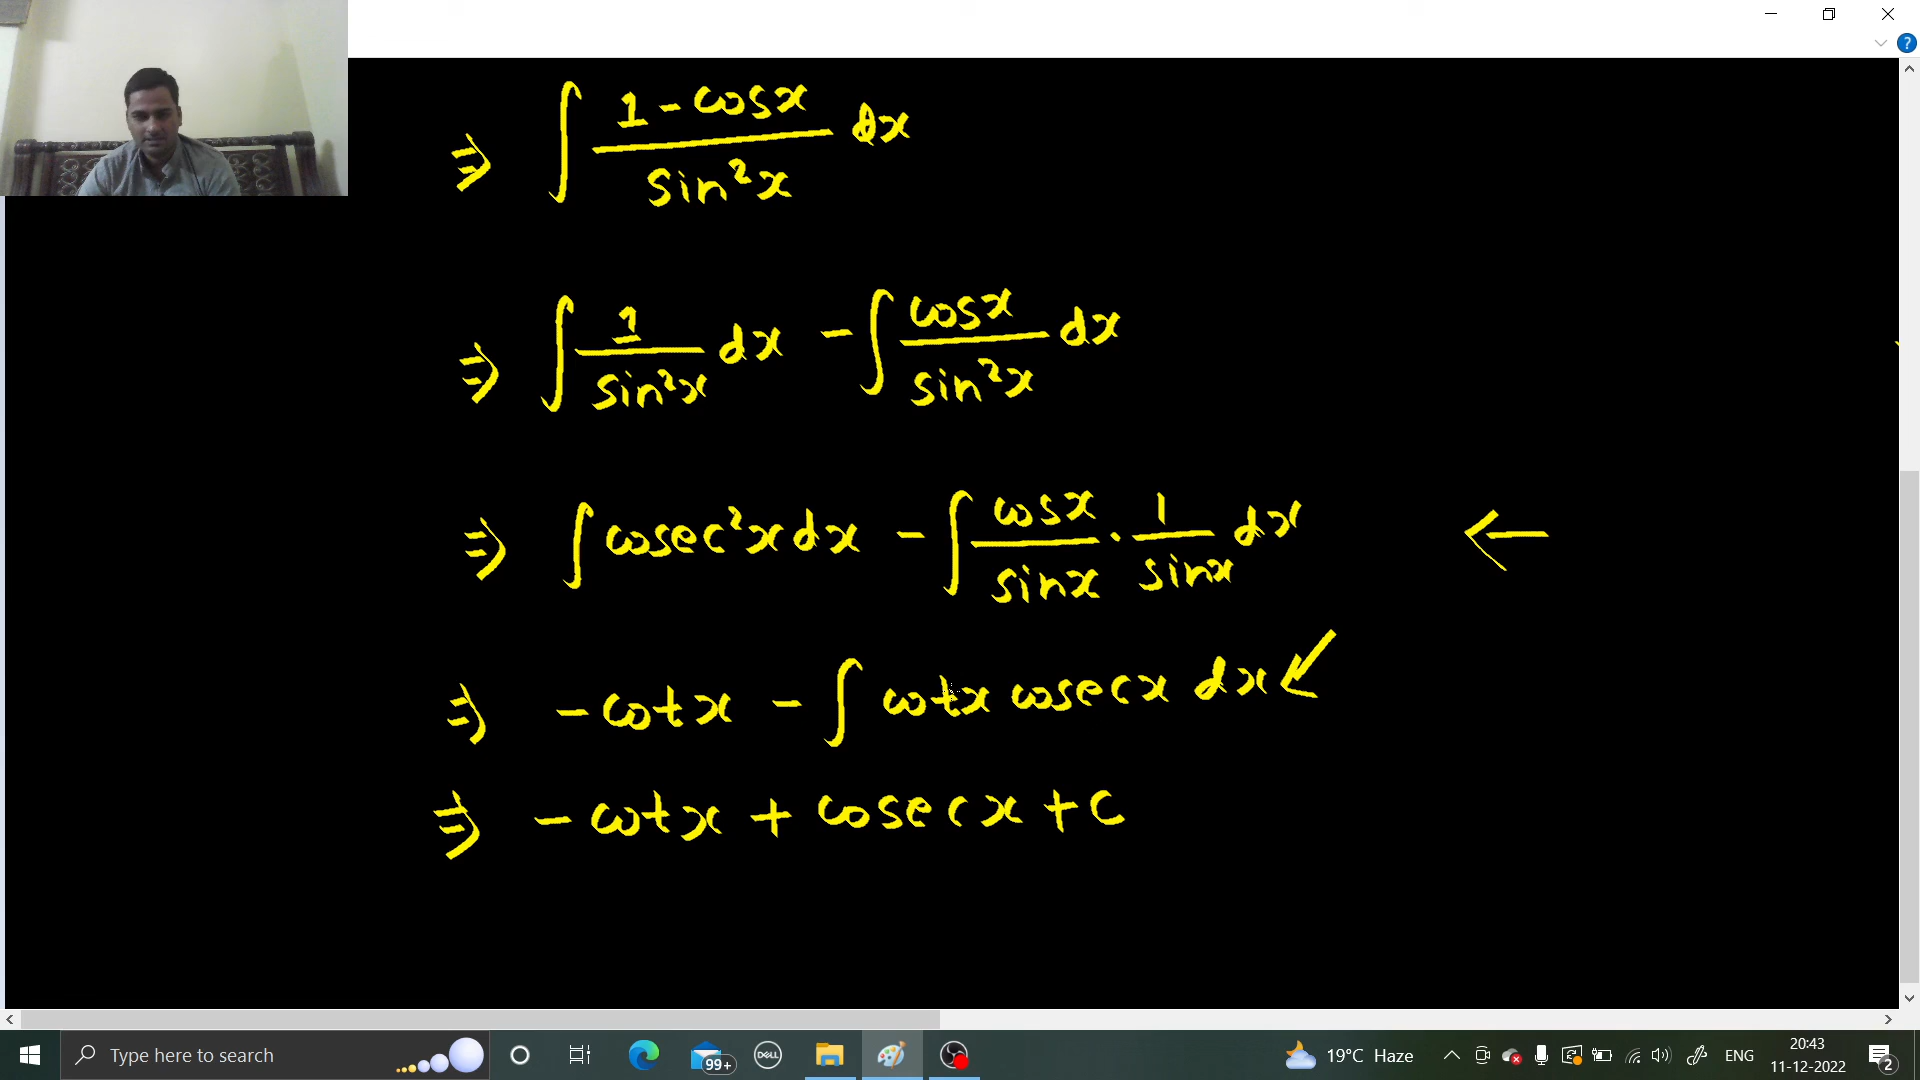 ⇒ ∫ (1 - cosx)/(sin²x) dx
⇒ ∫ 1/(sin²x) dx - ∫ cosx/(sin²x) dx
⇒ ∫ cosec²x dx - ∫ cosx/sinx · 1/sinx dx ←
⇒ - cotx - ∫ cotx cosecx dx ↙
⇒ - cotx + cosecx + c
Type here to search
99+
DELL
19°C Haze
ENG
20:43
11-12-2022
2